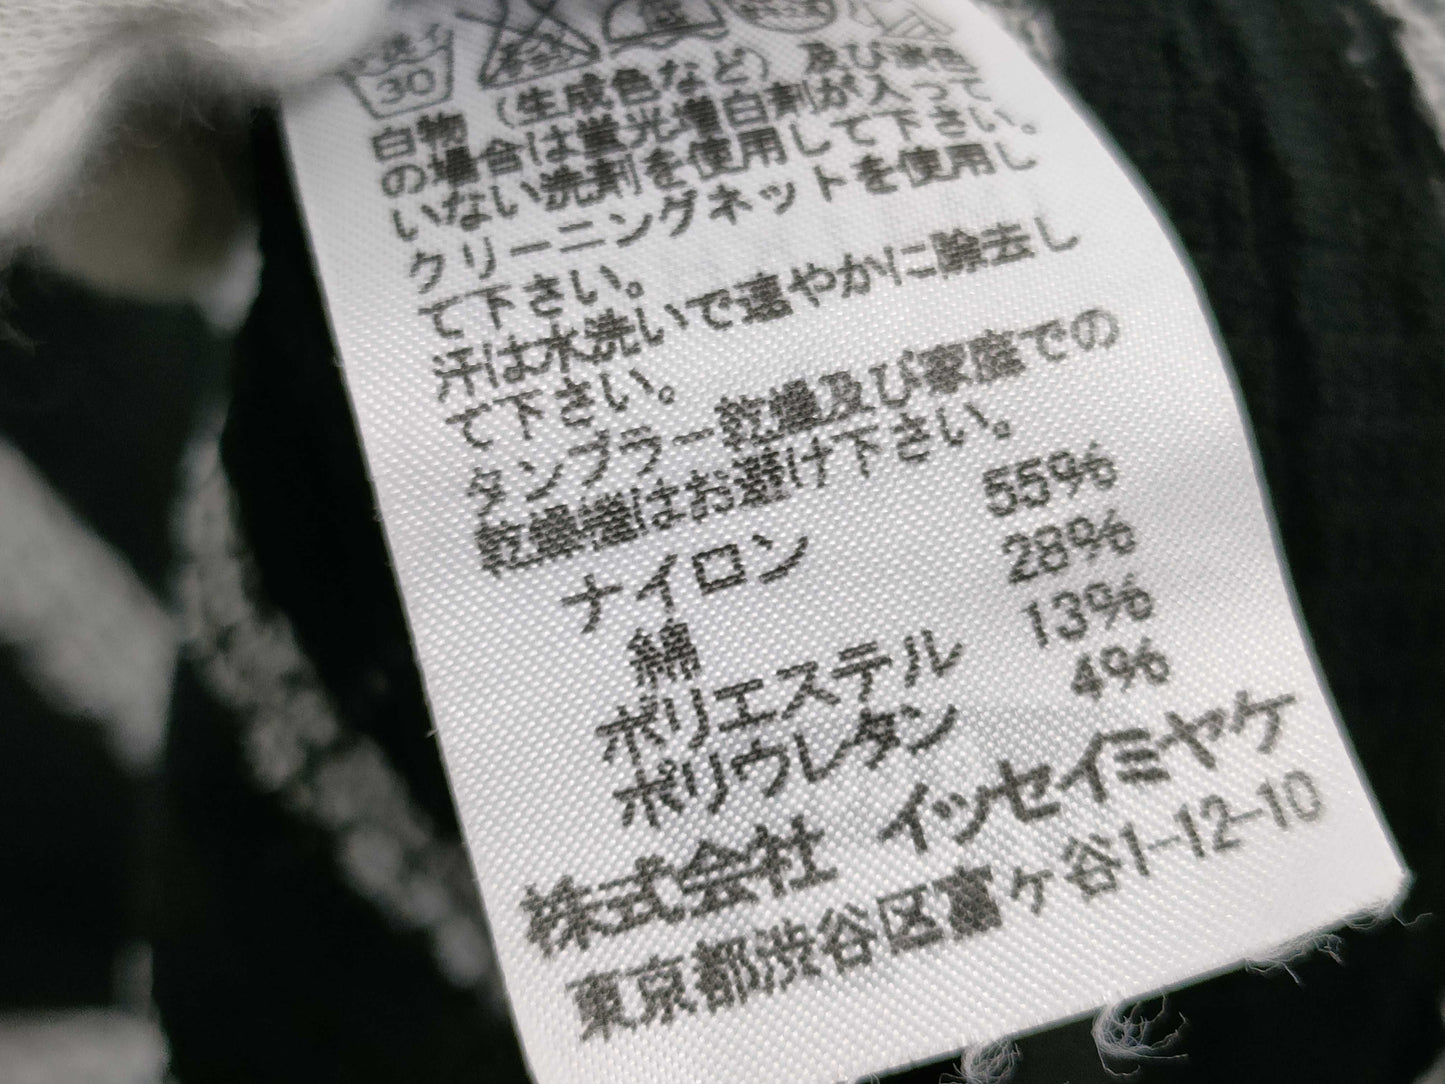 30
白物（生成色など）及び淡色
の場合は蛍光増白剤が入って
いない洗剤を使用して下さい。
クリーニングネットを使用し
て下さい。
汗は水洗いで速やかに除去し
て下さい。
タンブラー乾燥及び家庭での
乾燥機はお避け下さい。
ナイロン 55%
綿 28%
ポリエステル 13%
ポリウレタン 4%
株式会社 イッセイミヤケ
東京都渋谷区富ヶ谷1-12-10